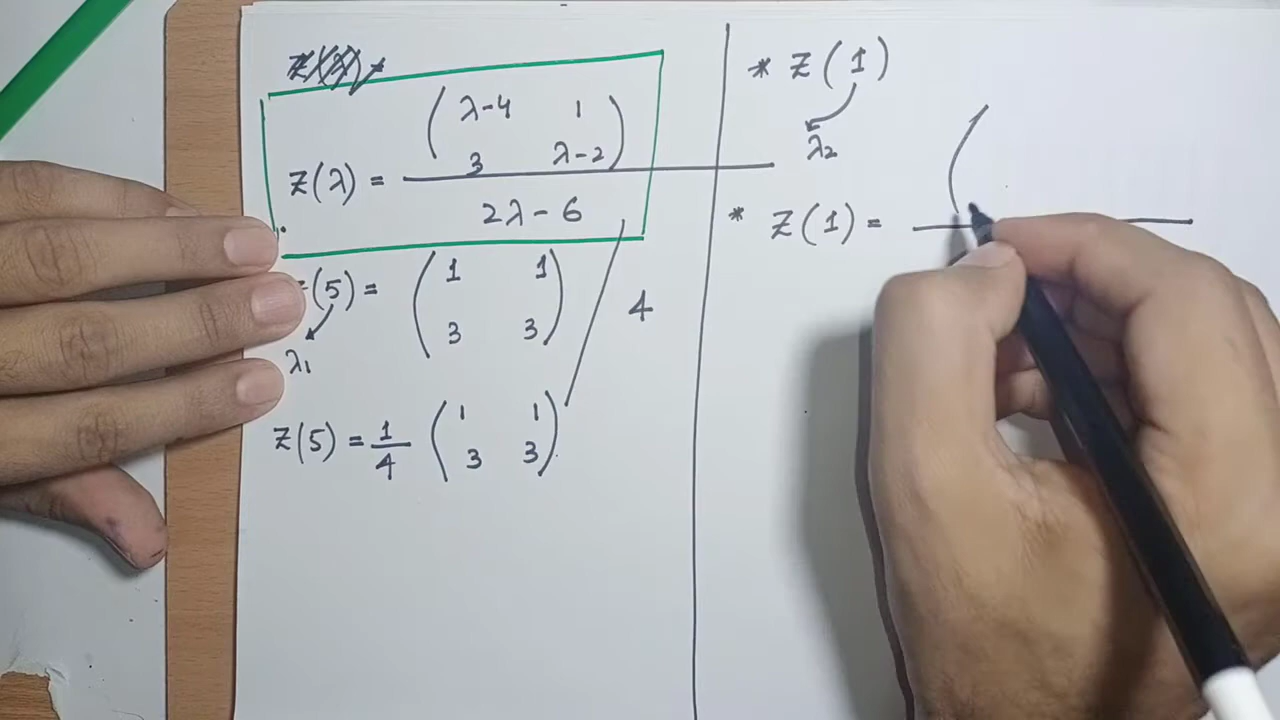 Z(λ) = ( λ-4 1
3 λ-2 )
2λ - 6
Z(5) = ( 1 1
3 3 ) / 4
λ1
Z(5) = 1/4 ( 1 1
3 3 )
* Z(1)
λ2
* Z(1) = (